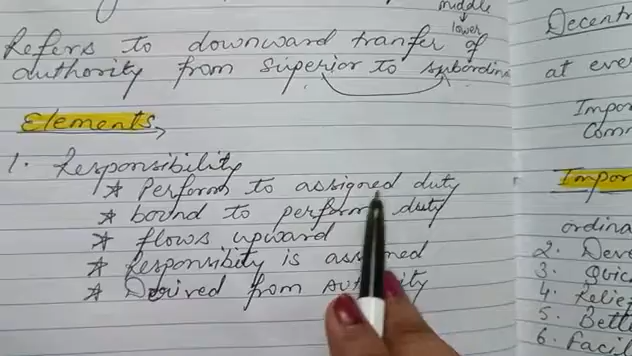 middle
lower
Refers to downward tranfer of
authority from superior to subordin
Elements
1. Responsibility
* Perform to assigned duty
* bound to perform duty
* flows upward
* Responsibity is assigned
* Derived from authority
Decentr
at ever
Impor
Comm
Impor
ordina
2. Deve
3. Quic
4. Relie
5. Bett
6. Facil